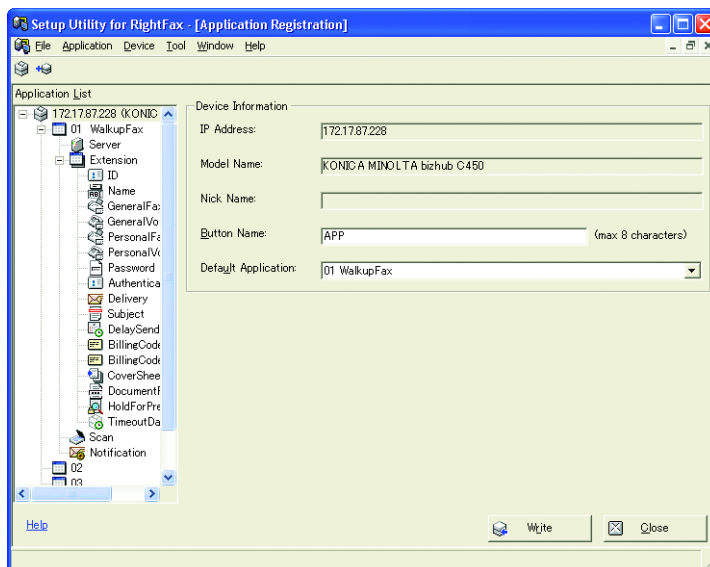 Setup Utility for RightFax - [Application Registration]
File Application Device Tool Window Help
Application List
172.17.87.228 (KONIC
01 WalkupFax
Server
Extension
ID
Name
GeneralFa
GeneralVo
PersonalFa
PersonalVo
Password
Authentica
Delivery
Subject
DelaySend
BillingCode
BillingCode
CoverShee
DocumentF
HoldForPre
TimeoutDa
Scan
Notification
02
03
Device Information
IP Address: 172.17.87.228
Model Name: KONICA MINOLTA bizhub C450
Nick Name:
Button Name: APP (max 8 characters)
Default Application: 01 WalkupFax
Help
Write
Close